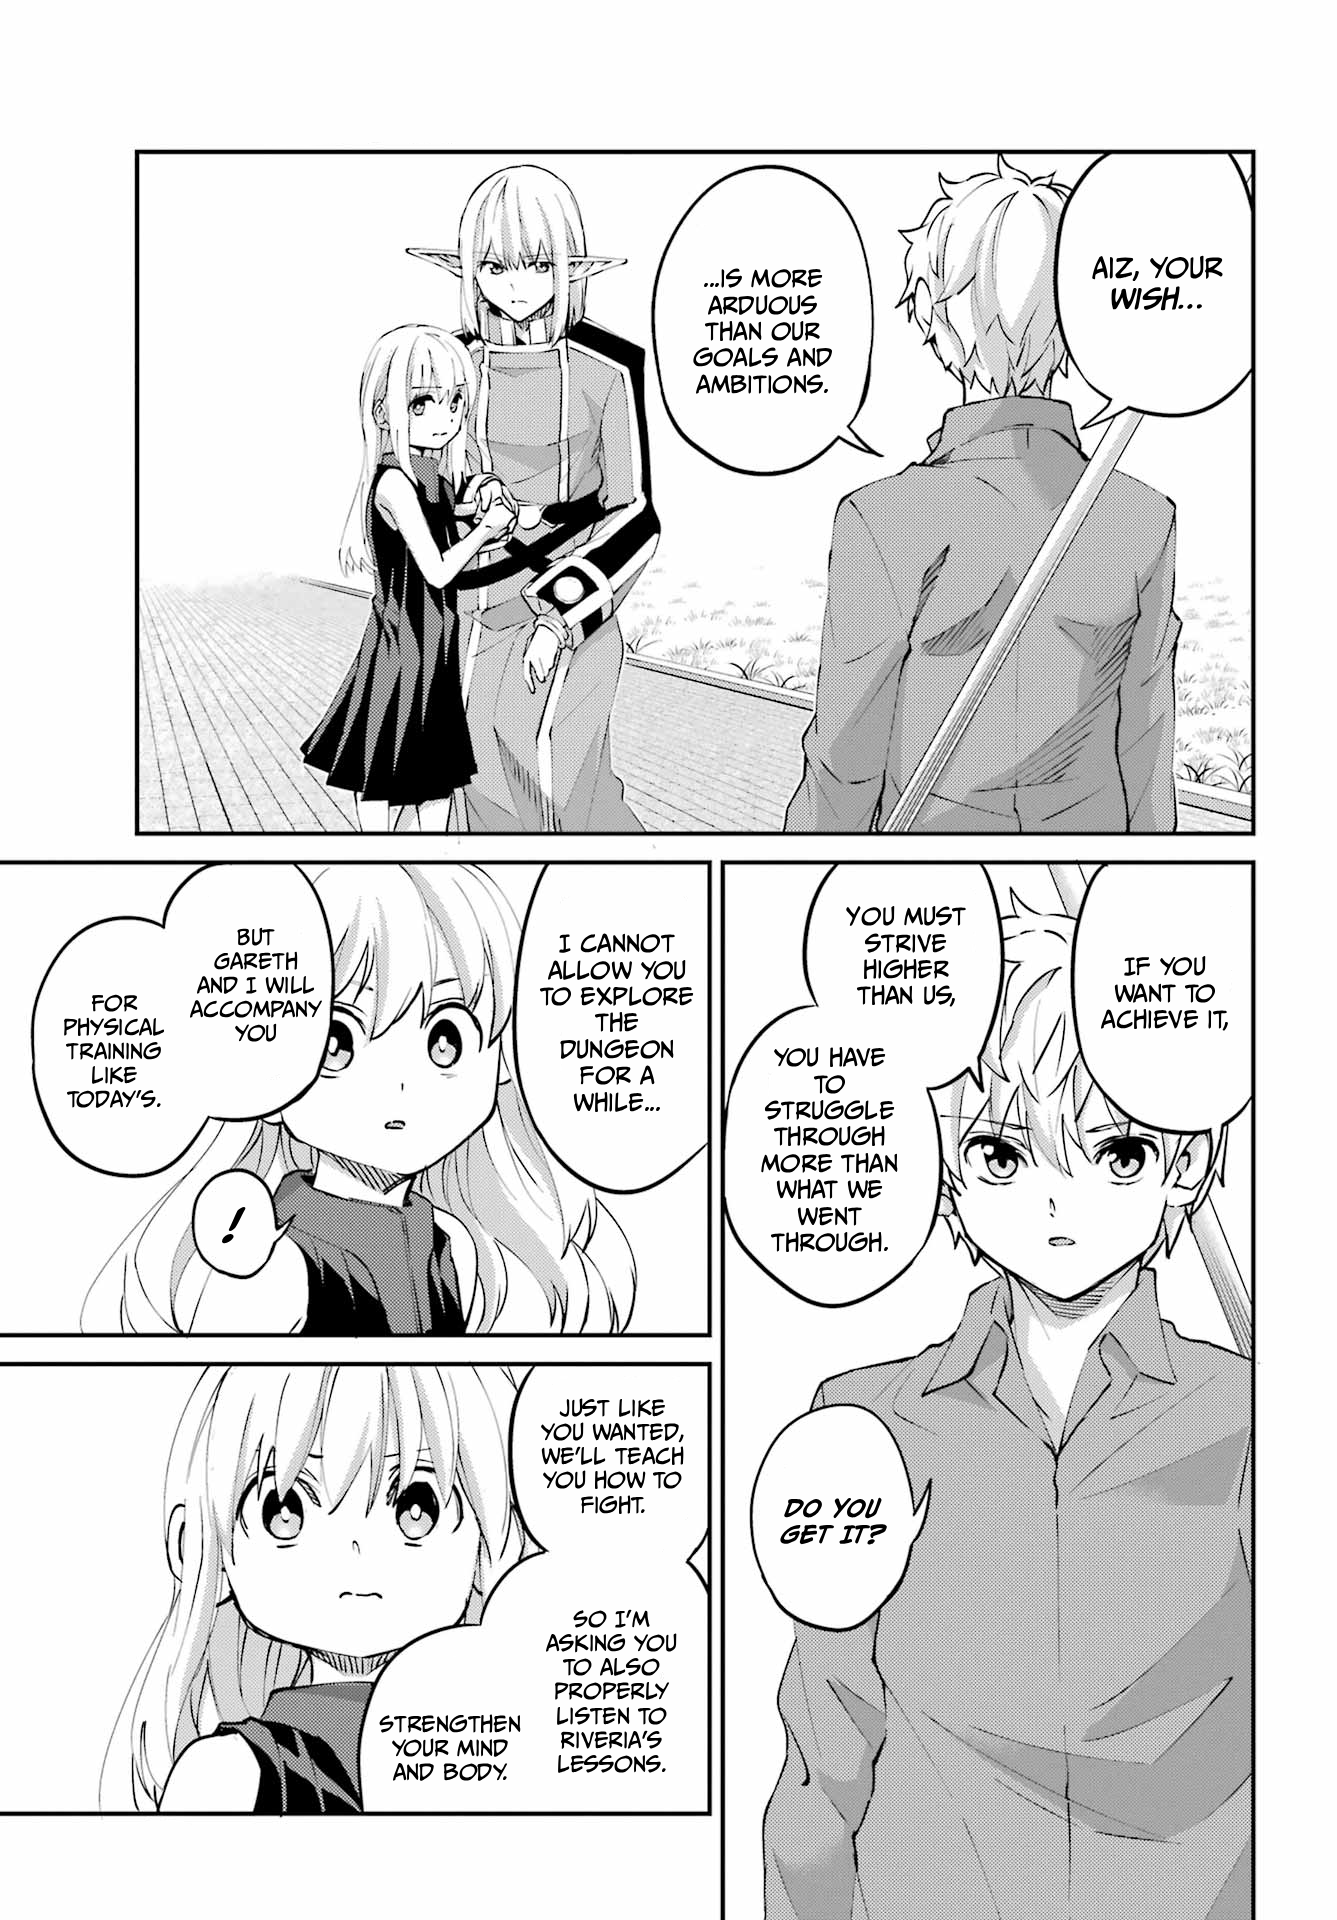 AIZ, YOUR
WISH...
...IS MORE
ARDUOUS
THAN OUR
GOALS AND
AMBITIONS.
IF YOU
WANT TO
ACHIEVE IT,
YOU MUST
STRIVE
HIGHER
THAN US,
YOU HAVE
TO
STRUGGLE
THROUGH
MORE THAN
WHAT WE
WENT
THROUGH.
DO YOU
GET IT?
I CANNOT
ALLOW YOU
TO EXPLORE
THE
DUNGEON
FOR A
WHILE...
BUT
GARETH
AND I WILL
ACCOMPANY
YOU
FOR
PHYSICAL
TRAINING
LIKE
TODAY'S.
!
JUST LIKE
YOU WANTED,
WE'LL TEACH
YOU HOW TO
FIGHT.
SO I'M
ASKING YOU
TO ALSO
PROPERLY
LISTEN TO
RIVERIA'S
LESSONS.
STRENGTHEN
YOUR MIND
AND BODY.